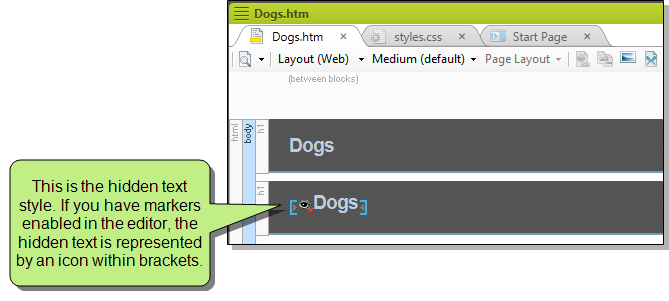 Dogs.htm
Dogs.htm × styles.css × Start Page ×
Layout (Web) Medium (default) Page Layout
(between blocks)
html
body
h1
Dogs
h1
Dogs
This is the hidden text
style. If you have markers
enabled in the editor, the
hidden text is represented
by an icon within brackets.